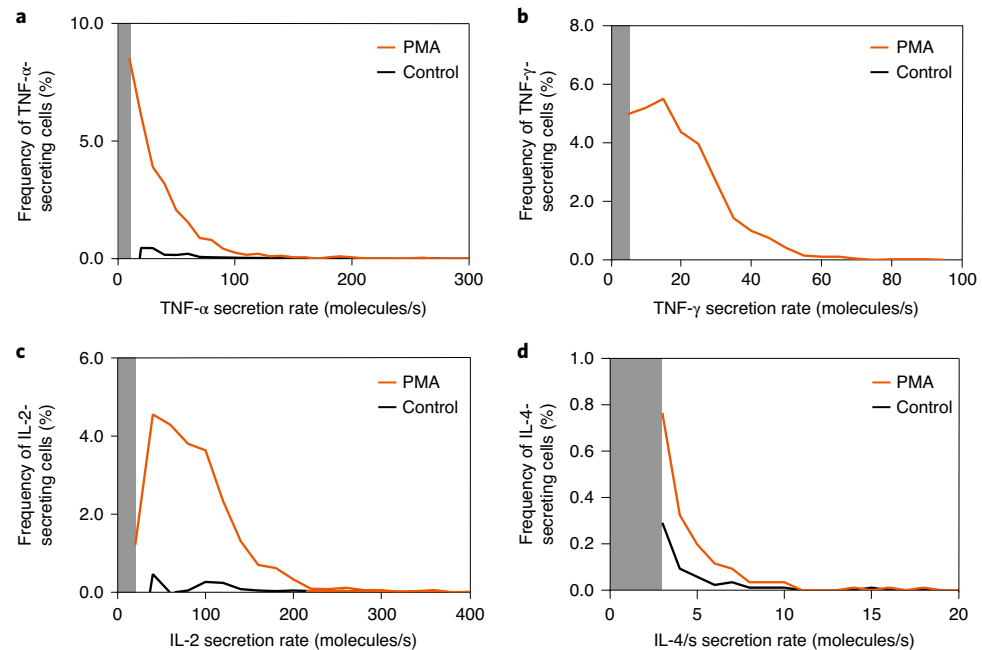 a
10.0
5.0
0.0
0
100
200
300
Frequency of TNF-α-
secreting cells (%)
TNF-α secretion rate (molecules/s)
PMA
Control
b
8.0
6.0
4.0
2.0
0.0
0
20
40
60
80
100
Frequency of TNF-γ-
secreting cells (%)
TNF-γ secretion rate (molecules/s)
PMA
Control
c
6.0
4.0
2.0
0.0
0
100
200
300
400
Frequency of IL-2-
secreting cells (%)
IL-2 secretion rate (molecules/s)
PMA
Control
d
1.0
0.8
0.6
0.4
0.2
0.0
0
5
10
15
20
Frequency of IL-4-
secreting cells (%)
IL-4/s secretion rate (molecules/s)
PMA
Control